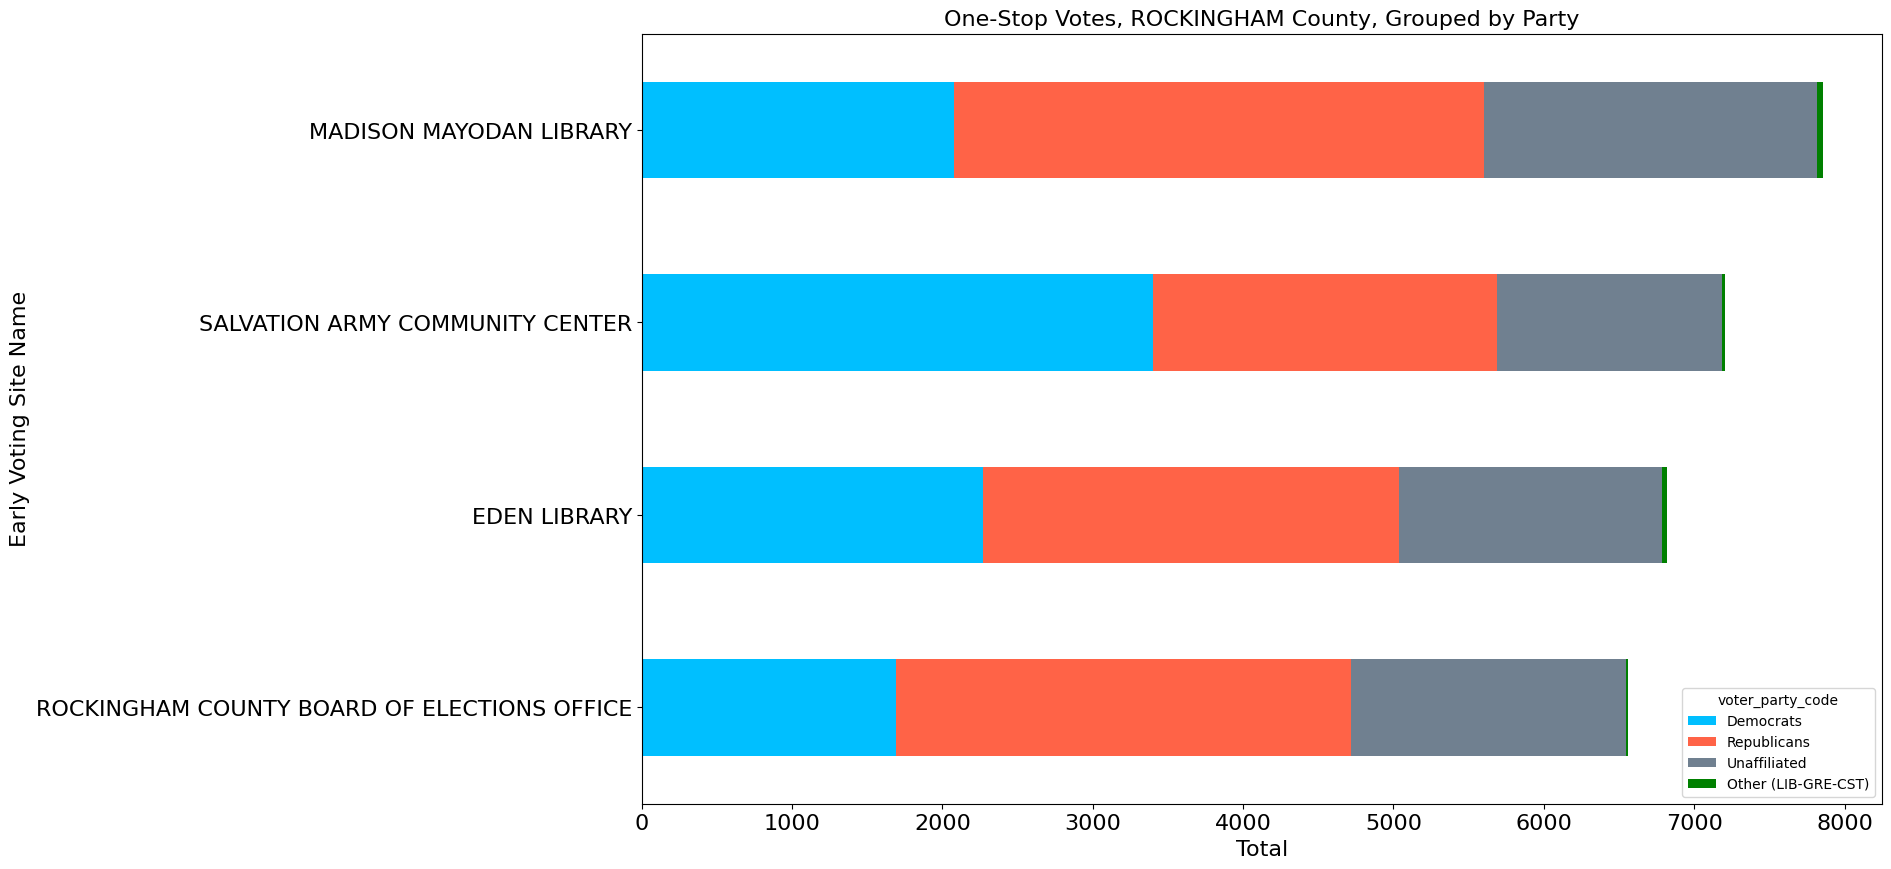 One-Stop Votes, ROCKINGHAM County, Grouped by Party
Early Voting Site Name
MADISON MAYODAN LIBRARY
SALVATION ARMY COMMUNITY CENTER
EDEN LIBRARY
ROCKINGHAM COUNTY BOARD OF ELECTIONS OFFICE
voter_party_code
Democrats
Republicans
Unaffiliated
Other (LIB-GRE-CST)
0 1000 2000 3000 4000 5000 6000 7000 8000
Total